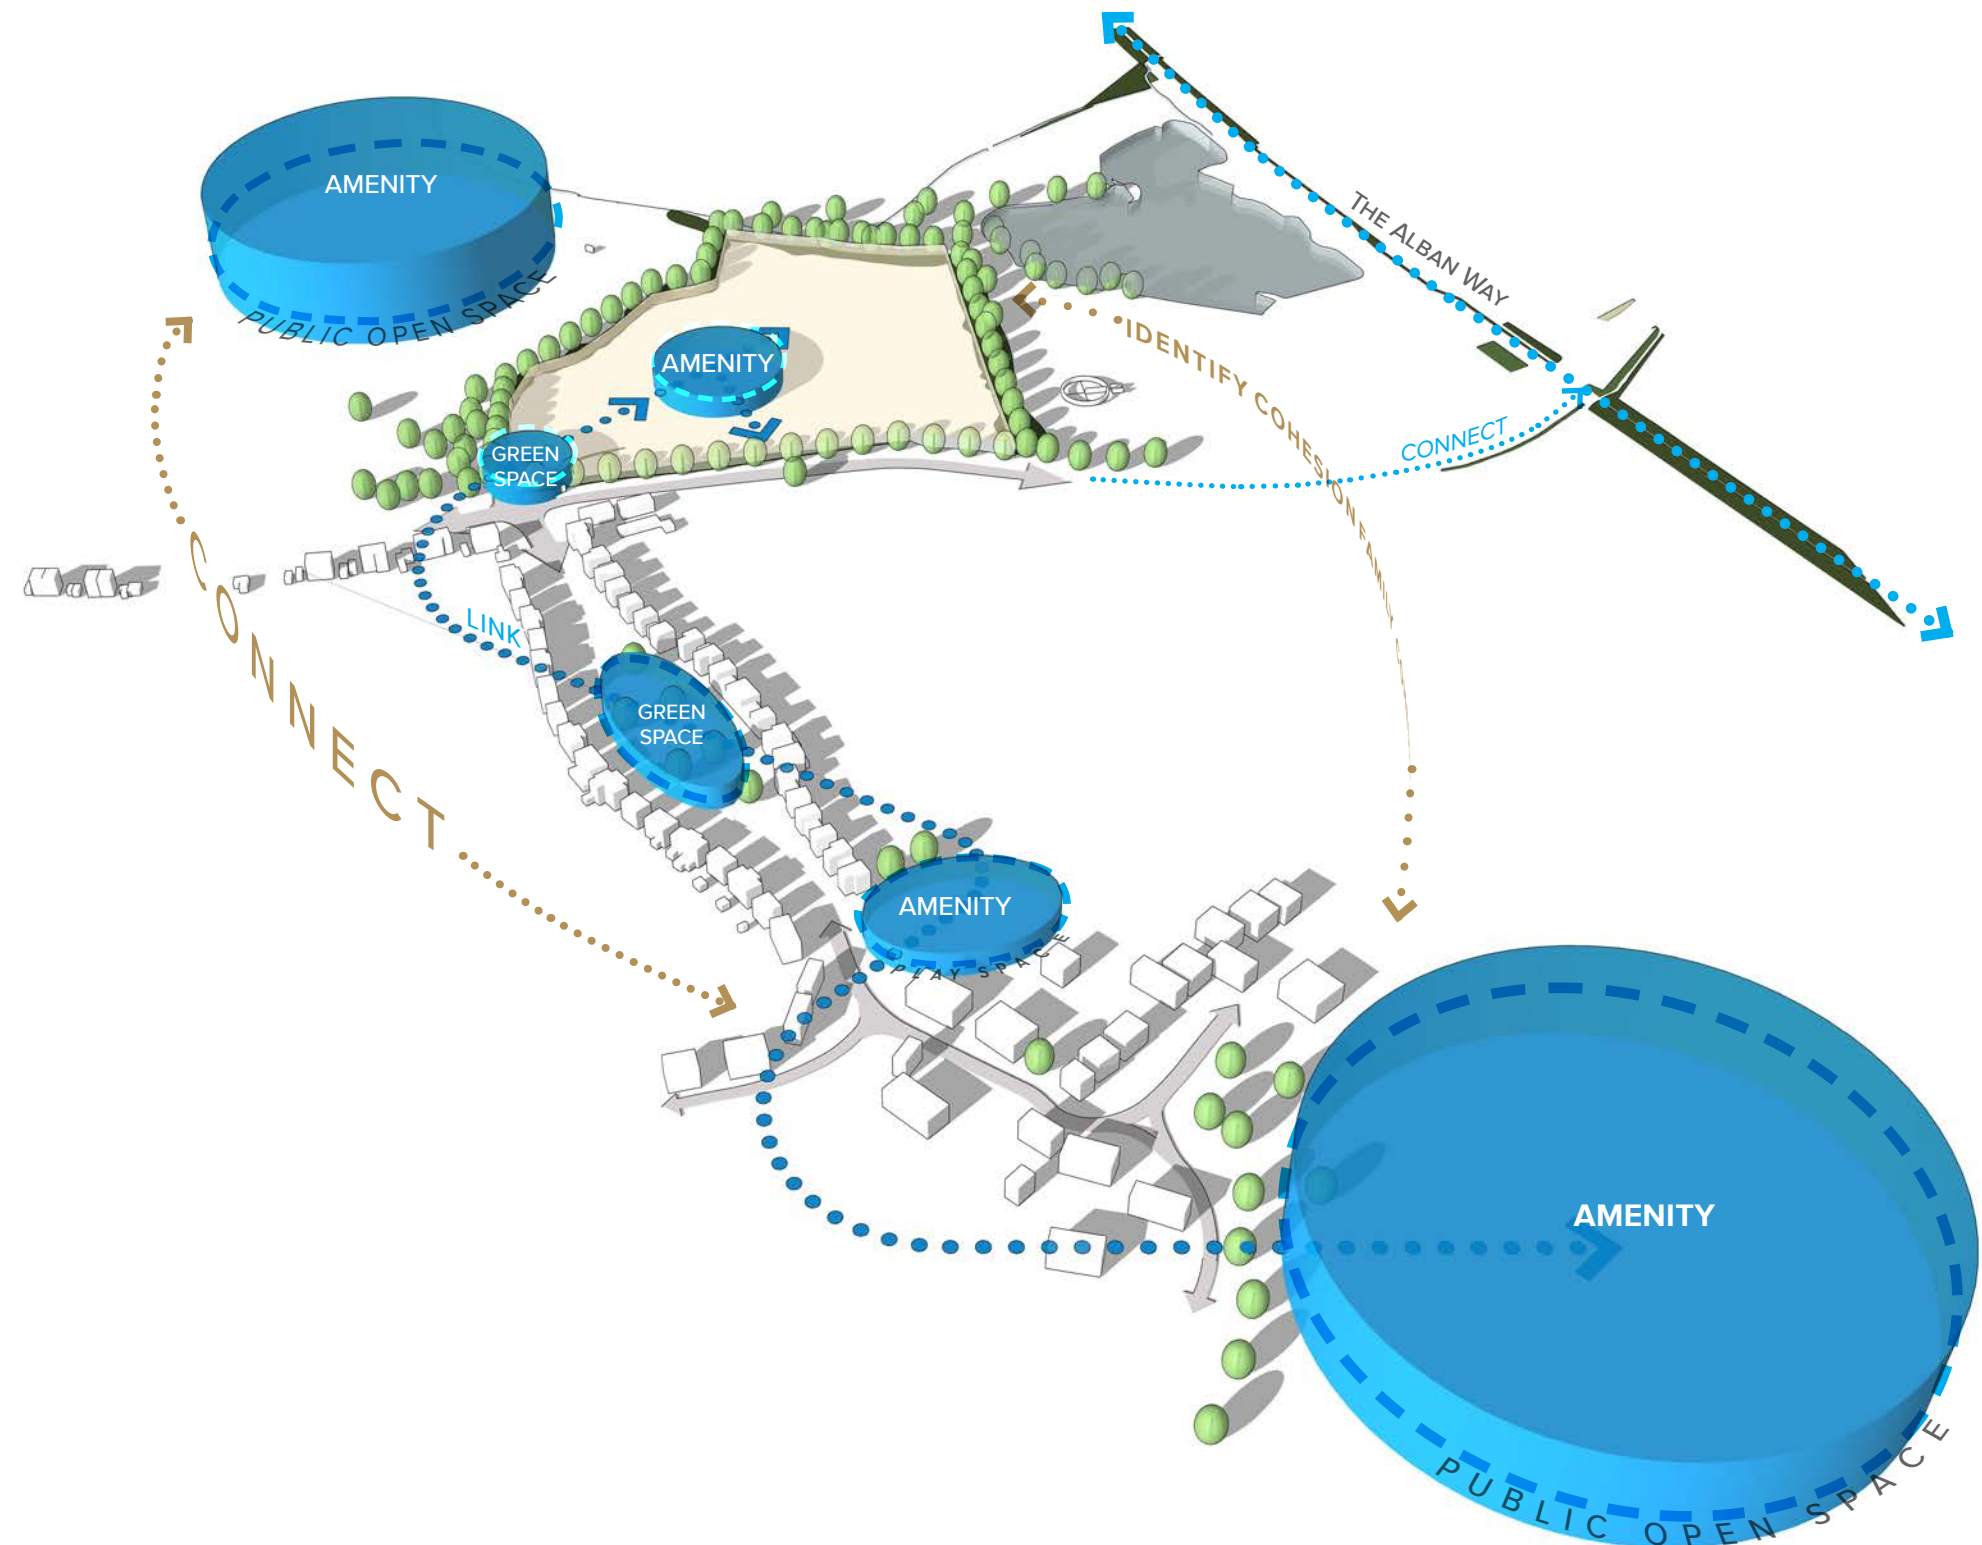 AMENITY
PUBLIC OPEN SPACE
THE ALBAN WAY
AMENITY
IDENTIFY COHESION FAMILY
CONNECT
GREEN
SPACE
CONNECT
LINK
GREEN
SPACE
AMENITY
PLAY SPACE
AMENITY
PUBLIC OPEN SPACE